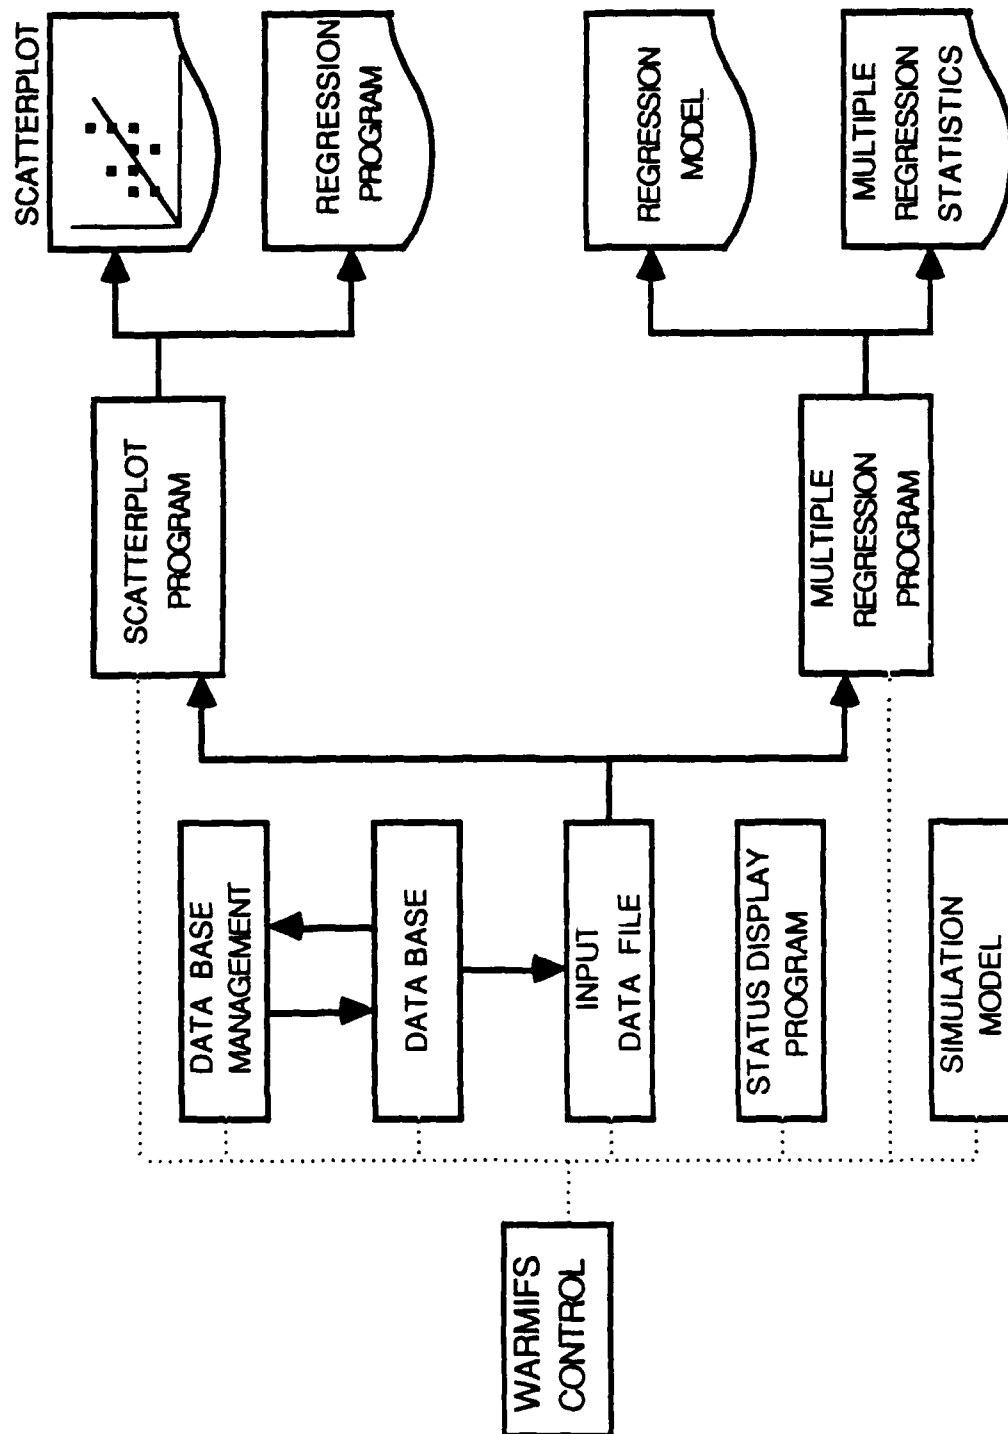 SCATTERPLOT
REGRESSION
PROGRAM
REGRESSION
MODEL
MULTIPLE
REGRESSION
STATISTICS
SCATTERPLOT
PROGRAM
MULTIPLE
REGRESSION
PROGRAM
DATA BASE
MANAGEMENT
DATA BASE
INPUT
DATA FILE
STATUS DISPLAY
PROGRAM
SIMULATION
MODEL
WARMIFS
CONTROL